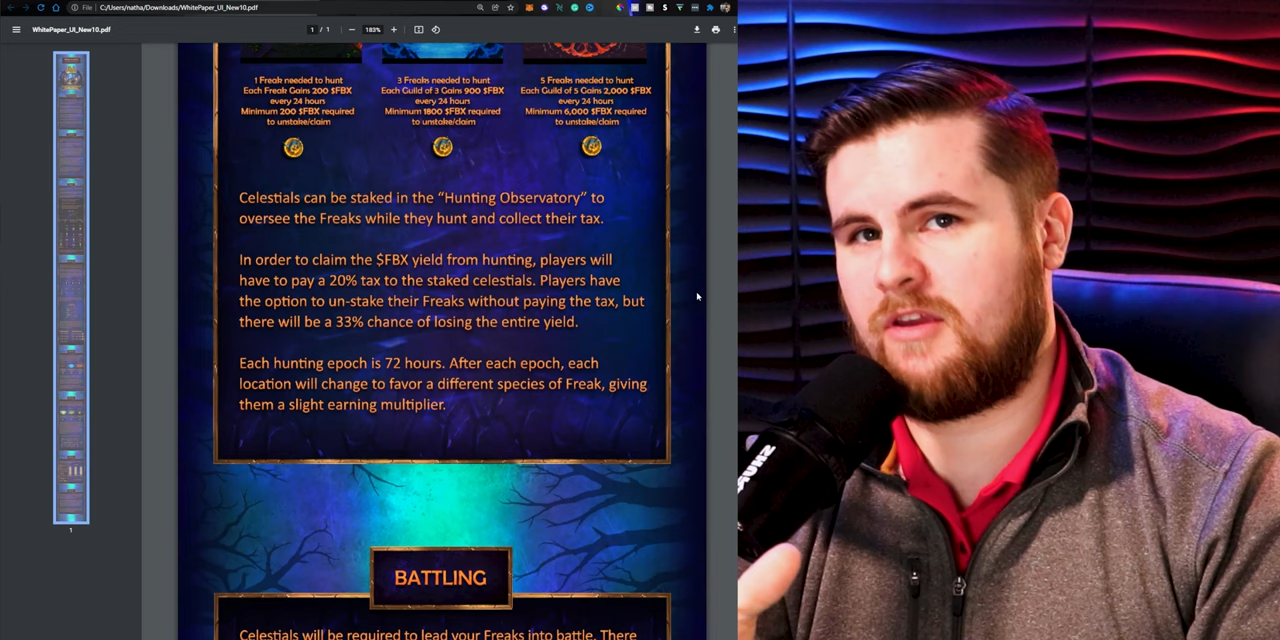 File
C:/Users/natha/Downloads/WhitePaper_UI_New10.pdf
WhitePaper_UI_New10.pdf
1 / 1
183%
1 Freak needed to hunt
Each Freak Gains 200 $FBX
every 24 hours
Minimum 200 $FBX required
to unstake/claim
3 Freaks needed to hunt
Each Guild of 3 Gains 900 $FBX
every 24 hours
Minimum 1800 $FBX required
to unstake/claim
5 Freaks needed to hunt
Each Guild of 5 Gains 2,000 $FBX
every 24 hours
Minimum 6,000 $FBX required
to unstake/claim
Celestials can be staked in the “Hunting Observatory” to
oversee the Freaks while they hunt and collect their tax.
In order to claim the $FBX yield from hunting, players will
have to pay a 20% tax to the staked celestials. Players have
the option to un-stake their Freaks without paying the tax, but
there will be a 33% chance of losing the entire yield.
Each hunting epoch is 72 hours. After each epoch, each
location will change to favor a different species of Freak, giving
them a slight earning multiplier.
BATTLING
Celestials will be required to lead your Freaks into battle. There
1
SHURE